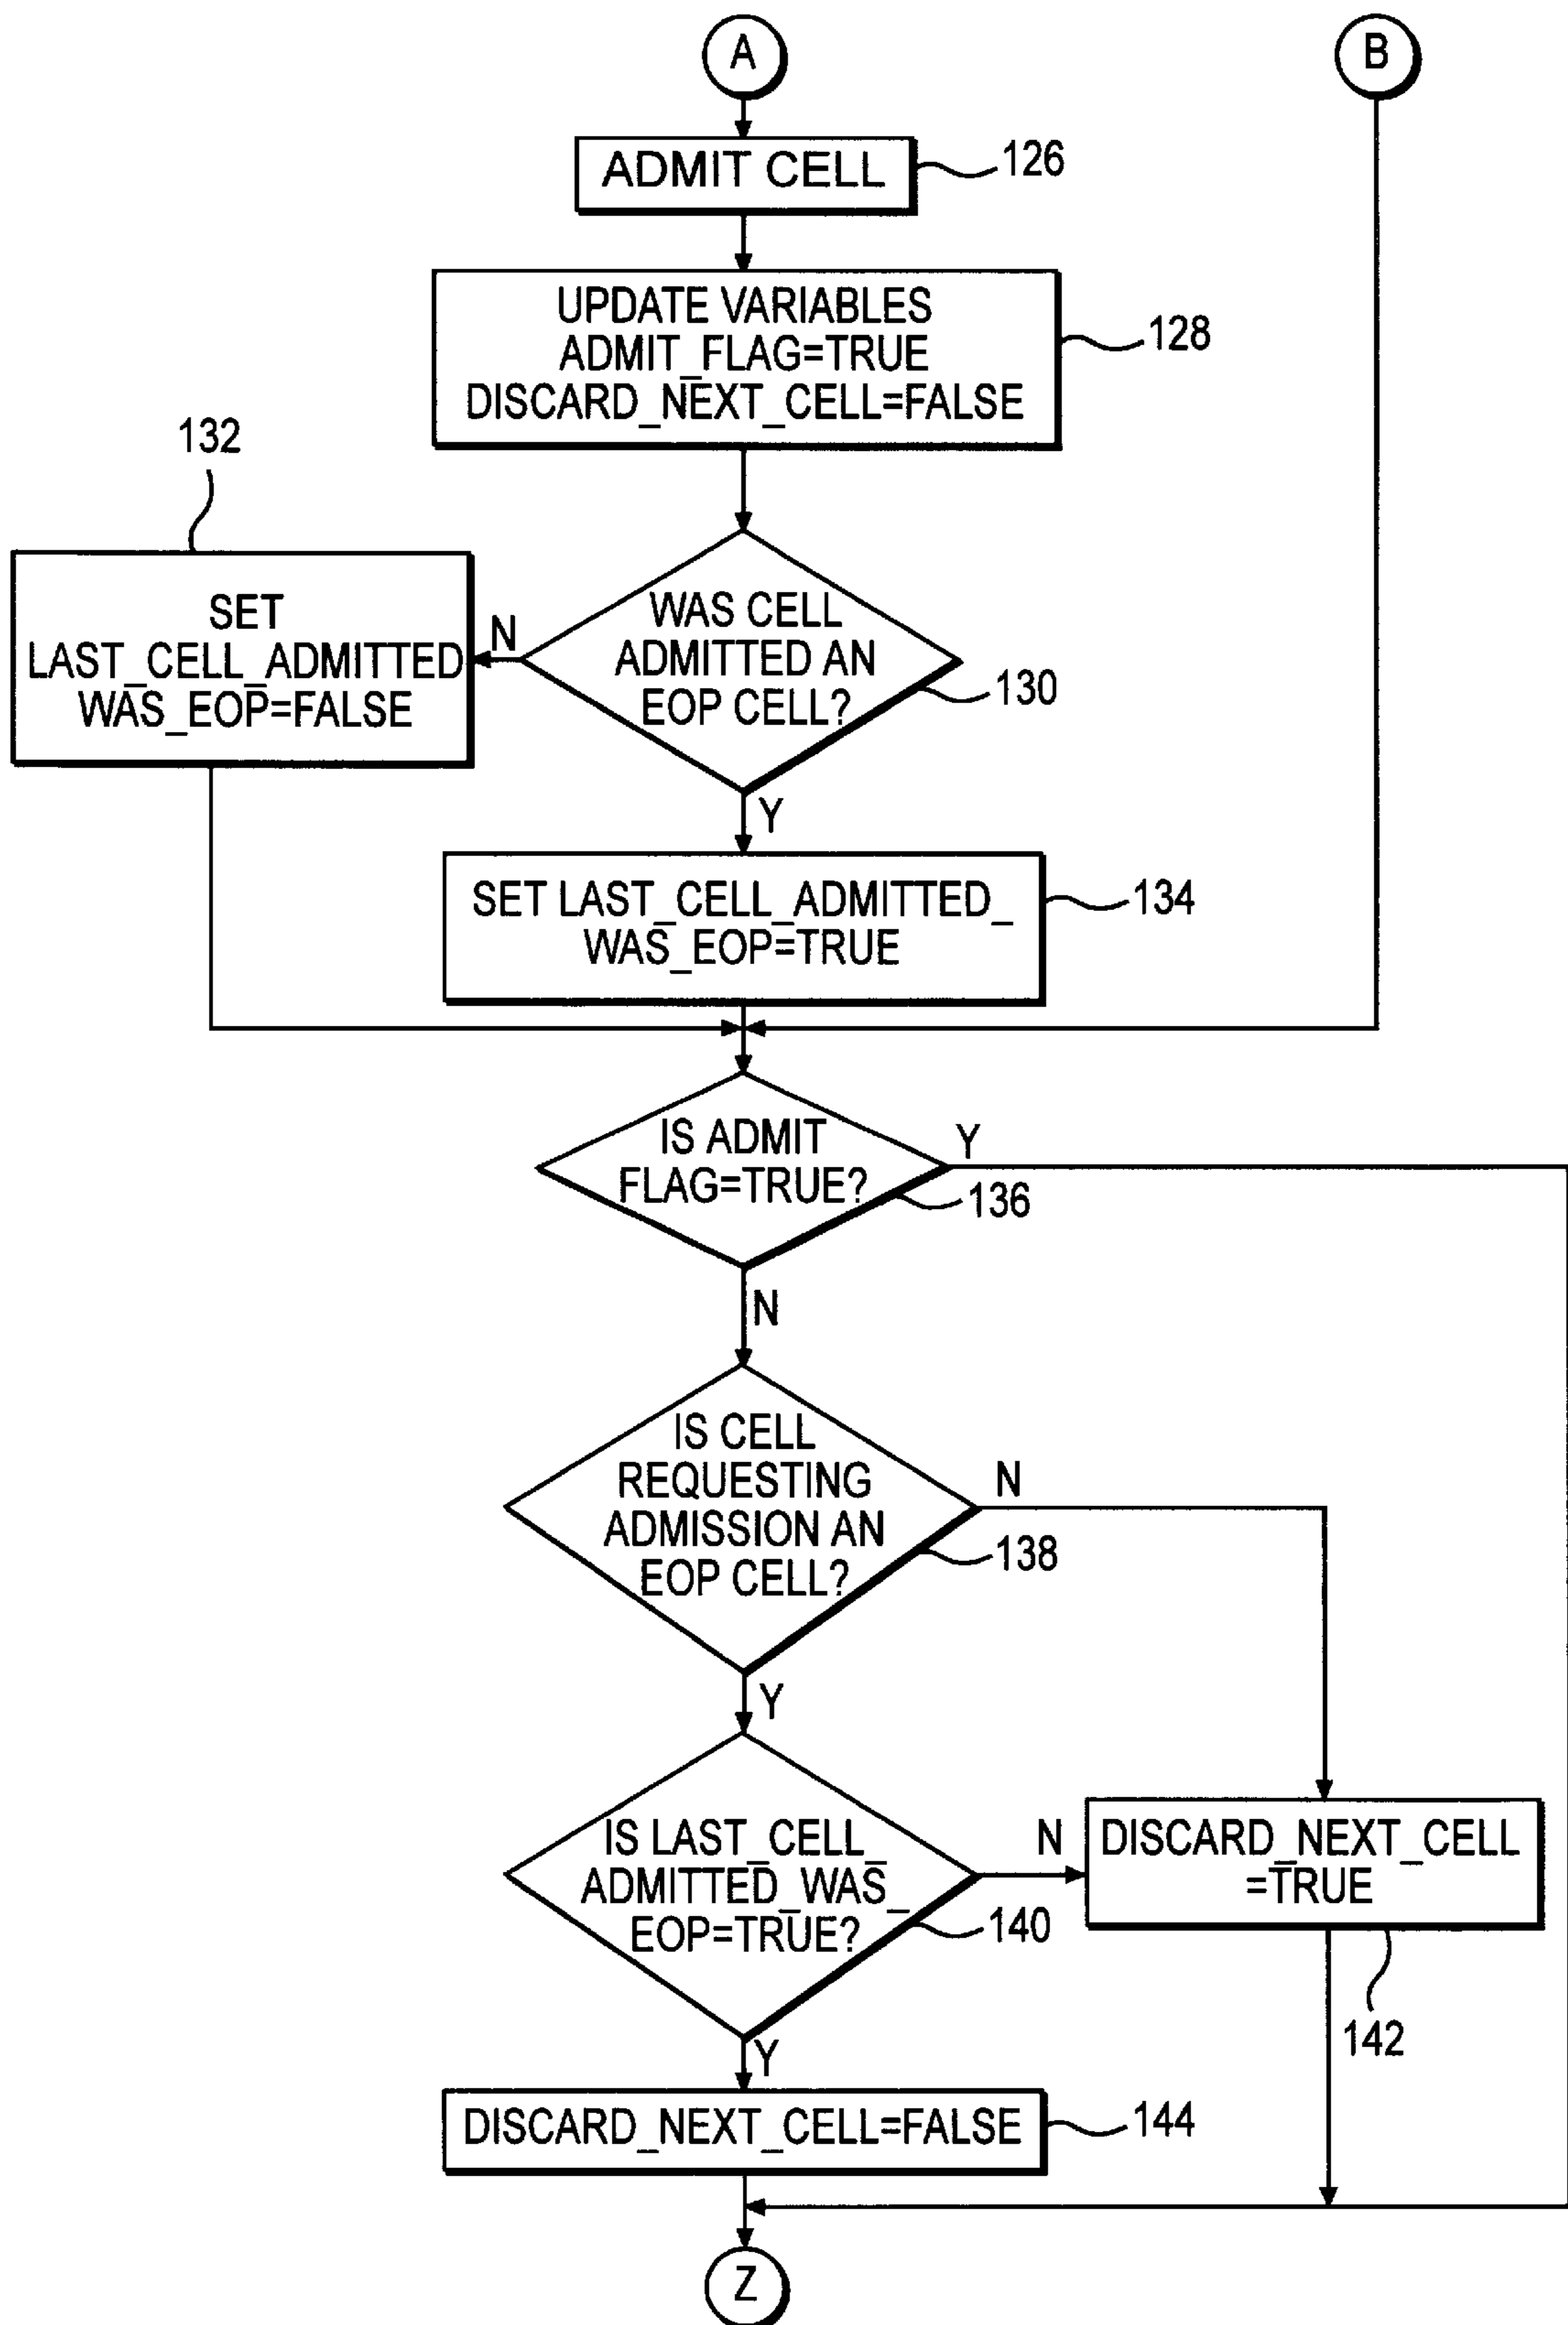 A
B
ADMIT CELL
126
UPDATE VARIABLES
ADMIT_FLAG=TRUE
DISCARD_NEXT_CELL=FALSE
128
132
SET
LAST_CELL_ADMITTED
WAS_EOP=FALSE
N
WAS CELL
ADMITTED AN
EOP CELL?
130
Y
SET LAST_CELL_ADMITTED_
WAS_EOP=TRUE
134
IS ADMIT
FLAG=TRUE?
Y
136
N
IS CELL
REQUESTING
ADMISSION AN
EOP CELL?
N
138
Y
IS LAST_CELL_
ADMITTED_WAS_
EOP=TRUE?
N
140
DISCARD_NEXT_CELL
=TRUE
142
Y
DISCARD_NEXT_CELL=FALSE
144
Z